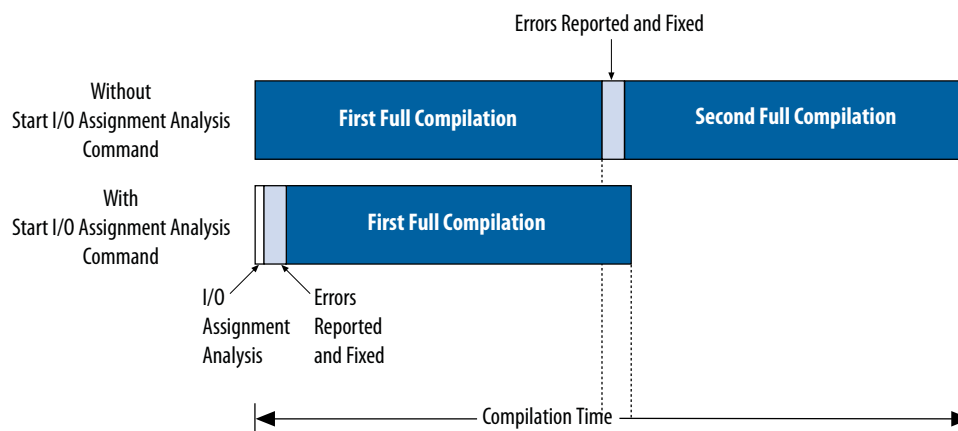 Errors Reported and Fixed
Without
Start I/O Assignment Analysis
Command
First Full Compilation
Second Full Compilation
With
Start I/O Assignment Analysis
Command
First Full Compilation
I/O
Assignment
Analysis
Errors
Reported
and Fixed
Compilation Time